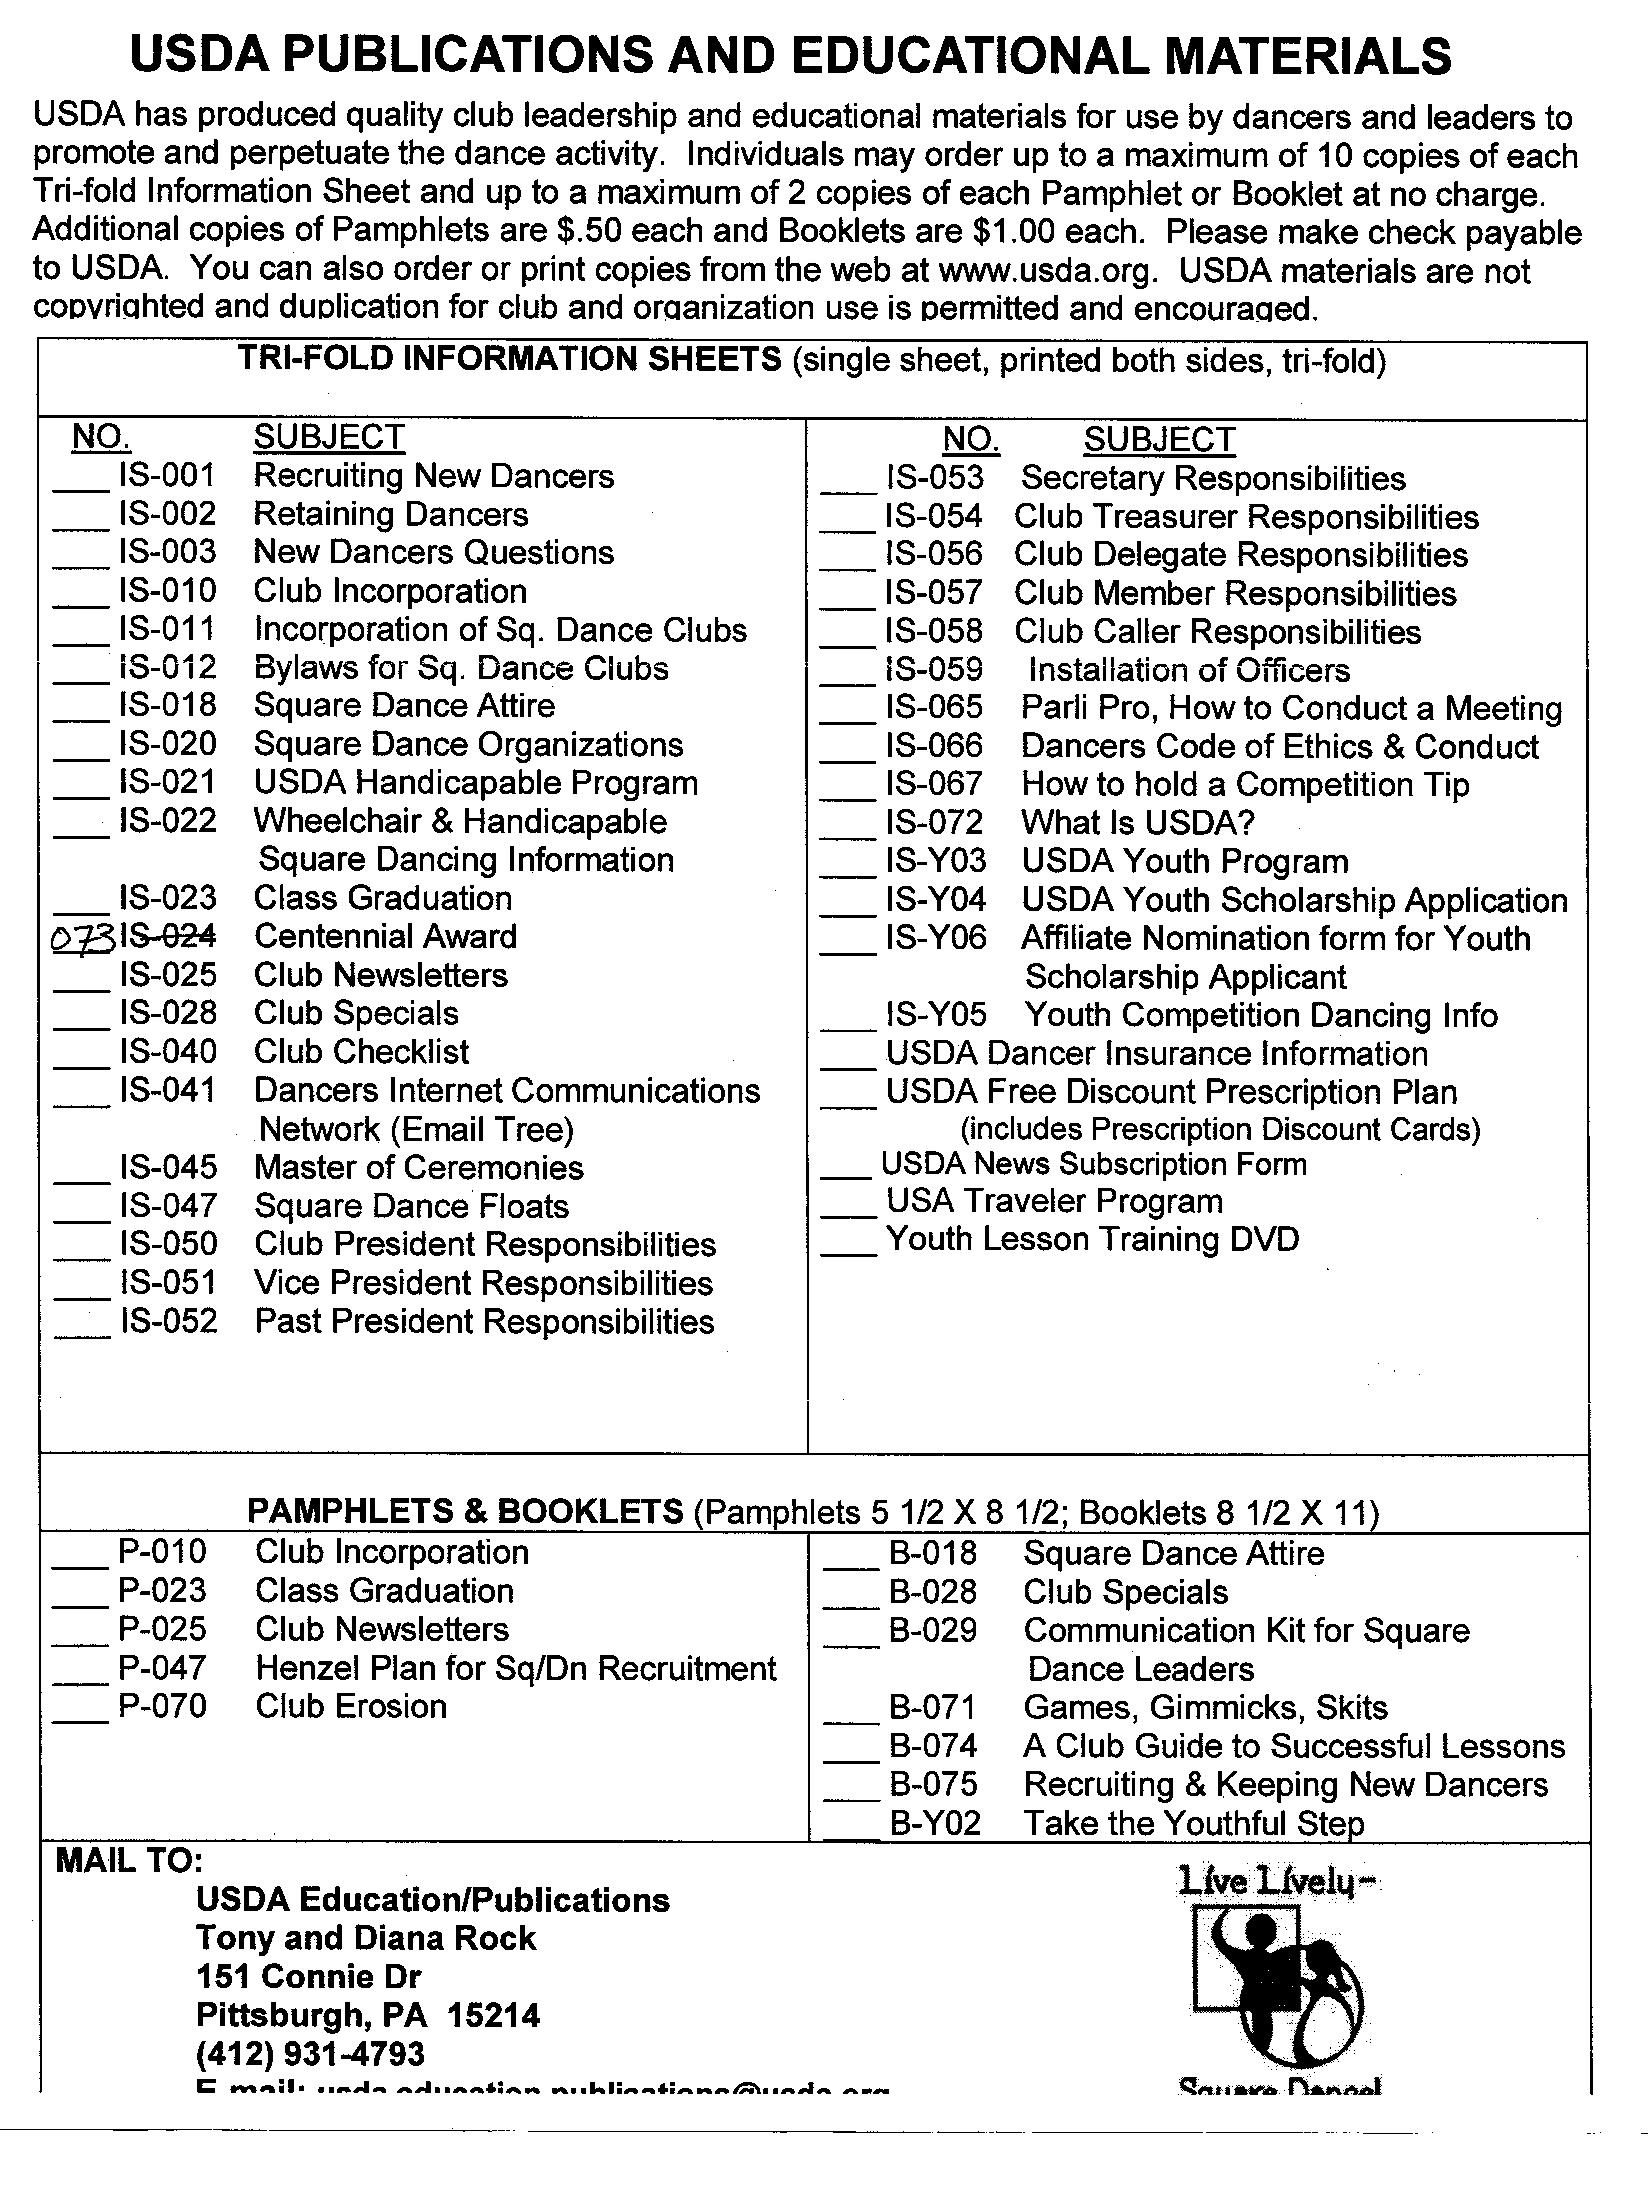 USDA PUBLICATIONS AND EDUCATIONAL MATERIALS
USDA has produced quality club leadership and educational materials for use by dancers and leaders to
promote and perpetuate the dance activity. Individuals may order up to a maximum of 10 copies of each
Tri-fold Information Sheet and up to a maximum of 2 copies of each Pamphlet or Booklet at no charge.
Additional copies of Pamphlets are $.50 each and Booklets are $1.00 each. Please make check payable
to USDA. You can also order or print copies from the web at www.usda.org. USDA materials are not
copyrighted and duplication for club and organization use is permitted and encouraged.
TRI-FOLD INFORMATION SHEETS (single sheet, printed both sides, tri-fold)
NO. SUBJECT
___ IS-001 Recruiting New Dancers
___ IS-002 Retaining Dancers
___ IS-003 New Dancers Questions
___ IS-010 Club Incorporation
___ IS-011 Incorporation of Sq. Dance Clubs
___ IS-012 Bylaws for Sq. Dance Clubs
___ IS-018 Square Dance Attire
___ IS-020 Square Dance Organizations
___ IS-021 USDA Handicapable Program
___ IS-022 Wheelchair & Handicapable
Square Dancing Information
___ IS-023 Class Graduation
073 IS-024 Centennial Award
___ IS-025 Club Newsletters
___ IS-028 Club Specials
___ IS-040 Club Checklist
___ IS-041 Dancers Internet Communications
Network (Email Tree)
___ IS-045 Master of Ceremonies
___ IS-047 Square Dance Floats
___ IS-050 Club President Responsibilities
___ IS-051 Vice President Responsibilities
___ IS-052 Past President Responsibilities
NO. SUBJECT
___ IS-053 Secretary Responsibilities
___ IS-054 Club Treasurer Responsibilities
___ IS-056 Club Delegate Responsibilities
___ IS-057 Club Member Responsibilities
___ IS-058 Club Caller Responsibilities
___ IS-059 Installation of Officers
___ IS-065 Parli Pro, How to Conduct a Meeting
___ IS-066 Dancers Code of Ethics & Conduct
___ IS-067 How to hold a Competition Tip
___ IS-072 What Is USDA?
___ IS-Y03 USDA Youth Program
___ IS-Y04 USDA Youth Scholarship Application
___ IS-Y06 Affiliate Nomination form for Youth
Scholarship Applicant
___ IS-Y05 Youth Competition Dancing Info
___ USDA Dancer Insurance Information
___ USDA Free Discount Prescription Plan
(includes Prescription Discount Cards)
___ USDA News Subscription Form
___ USA Traveler Program
___ Youth Lesson Training DVD
PAMPHLETS & BOOKLETS (Pamphlets 5 1/2 X 8 1/2; Booklets 8 1/2 X 11)
___ P-010 Club Incorporation
___ P-023 Class Graduation
___ P-025 Club Newsletters
___ P-047 Henzel Plan for Sq/Dn Recruitment
___ P-070 Club Erosion
___ B-018 Square Dance Attire
___ B-028 Club Specials
___ B-029 Communication Kit for Square
Dance Leaders
___ B-071 Games, Gimmicks, Skits
___ B-074 A Club Guide to Successful Lessons
___ B-075 Recruiting & Keeping New Dancers
___ B-Y02 Take the Youthful Step
MAIL TO:
USDA Education/Publications
Tony and Diana Rock
151 Connie Dr
Pittsburgh, PA 15214
(412) 931-4793
E-mail: usda.education.publications@usda.org
Live Lively-
Square Dance!